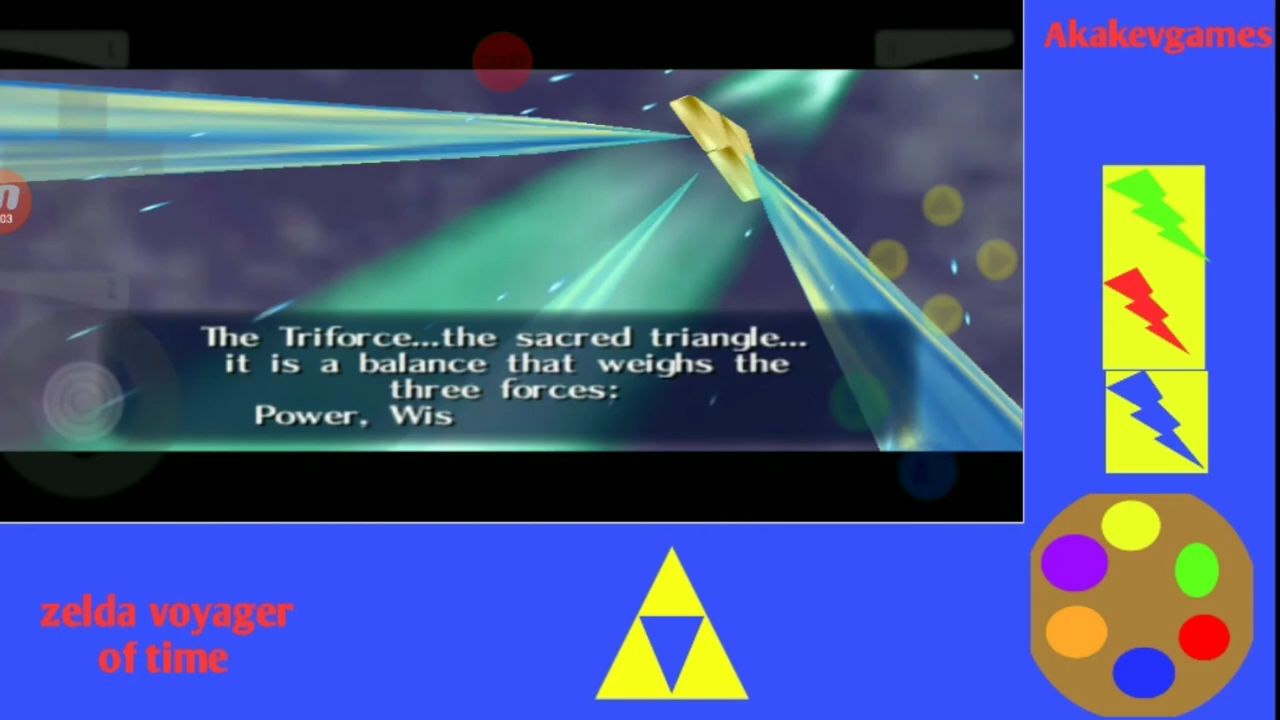 Akakevgames
The Triforce...the sacred triangle...
it is a balance that weighs the
three forces:
Power, Wis
03
zelda voyager
of time